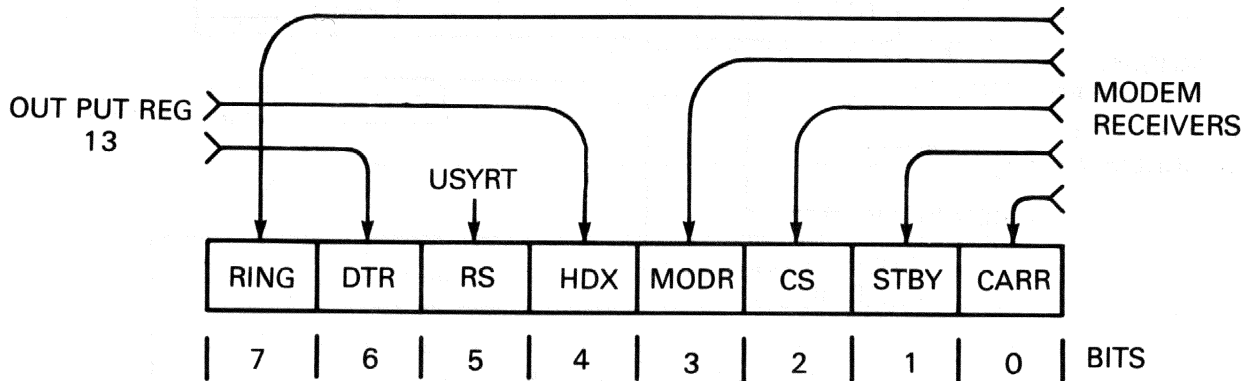 OUT PUT REG
13
MODEM
RECEIVERS
USYRT
RING DTR RS HDX MODR CS STBY CARR
7 6 5 4 3 2 1 0 BITS